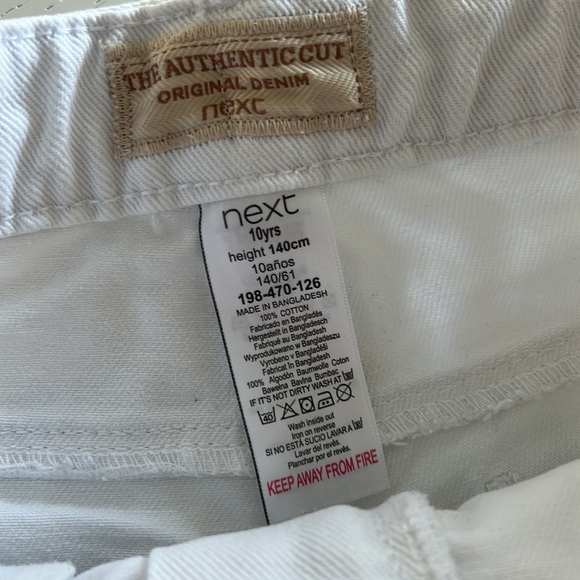 THE AUTHENTIC CUT
ORIGINAL DENIM
next
next
10yrs
height 140cm
10años
140/61
198-470-126
MADE IN BANGLADESH
100% COTTON
Fabricado en Bangladés
Hergestellt in Bangladesch
Fabriqué au Bangladesh
Wyprodukowano w Bangladeszu
Vyrobeno v Bangladéši
Fabricat în Bangladesh
100% Algodón Baumwolle Coton
Bawełna Bavlna Bumbac
IF IT'S NOT DIRTY WASH AT
40
Wash inside out
Iron on reverse
SI NO ESTÁ SUCIO LAVAR A
Lavar del revés.
Planchar por el revés.
KEEP AWAY FROM FIRE